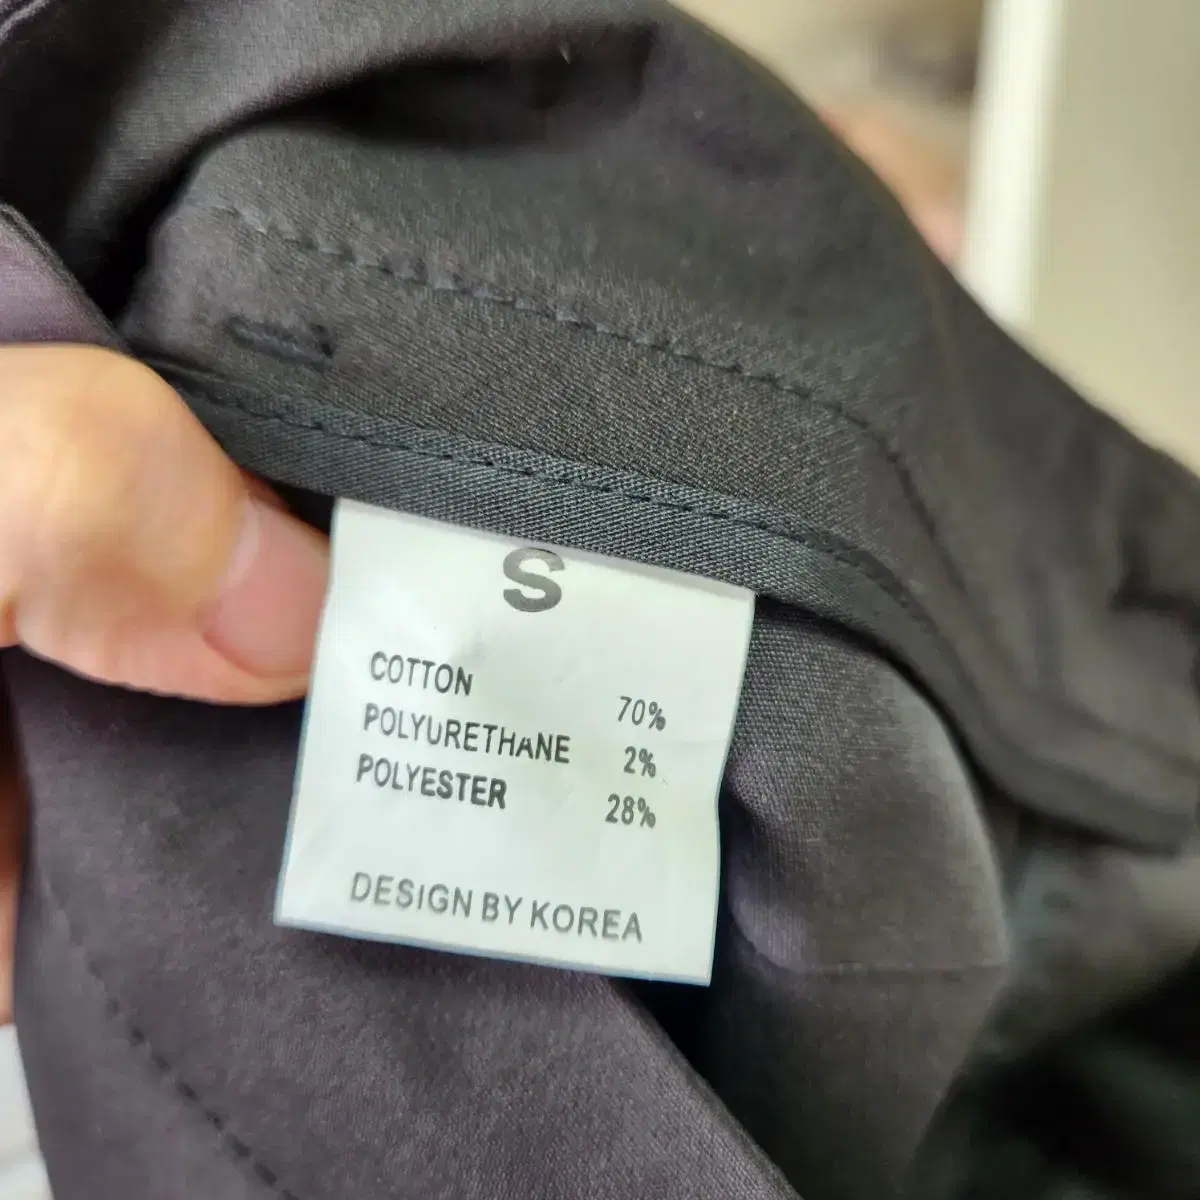 S
COTTON 70%
POLYURETHANE 2%
POLYESTER 28%
DESIGN BY KOREA